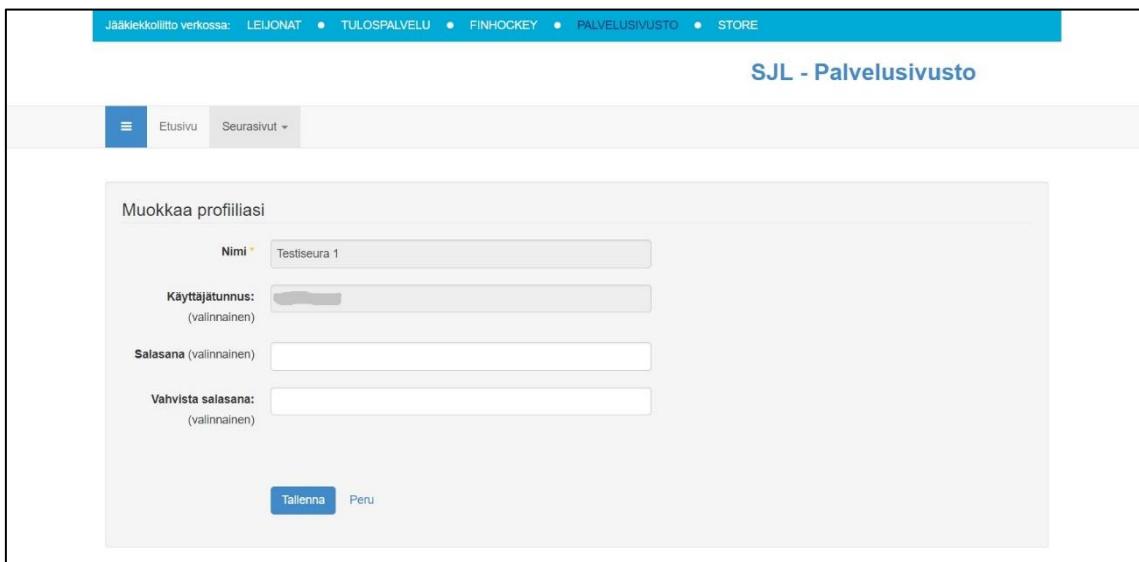 Jääkiekkoliitto verkossa: LEIJONAT • TULOSPALVELU • FINHOCKEY • PALVELUSIVUSTO • STORE
SJL - Palvelusivusto
Etusivu Seurasivut
Muokkaa profiiliasi
Nimi *
Testiseura 1
Käyttäjätunnus:
(valinnainen)
Salasana (valinnainen)
Vahvista salasana:
(valinnainen)
Tallenna Peru